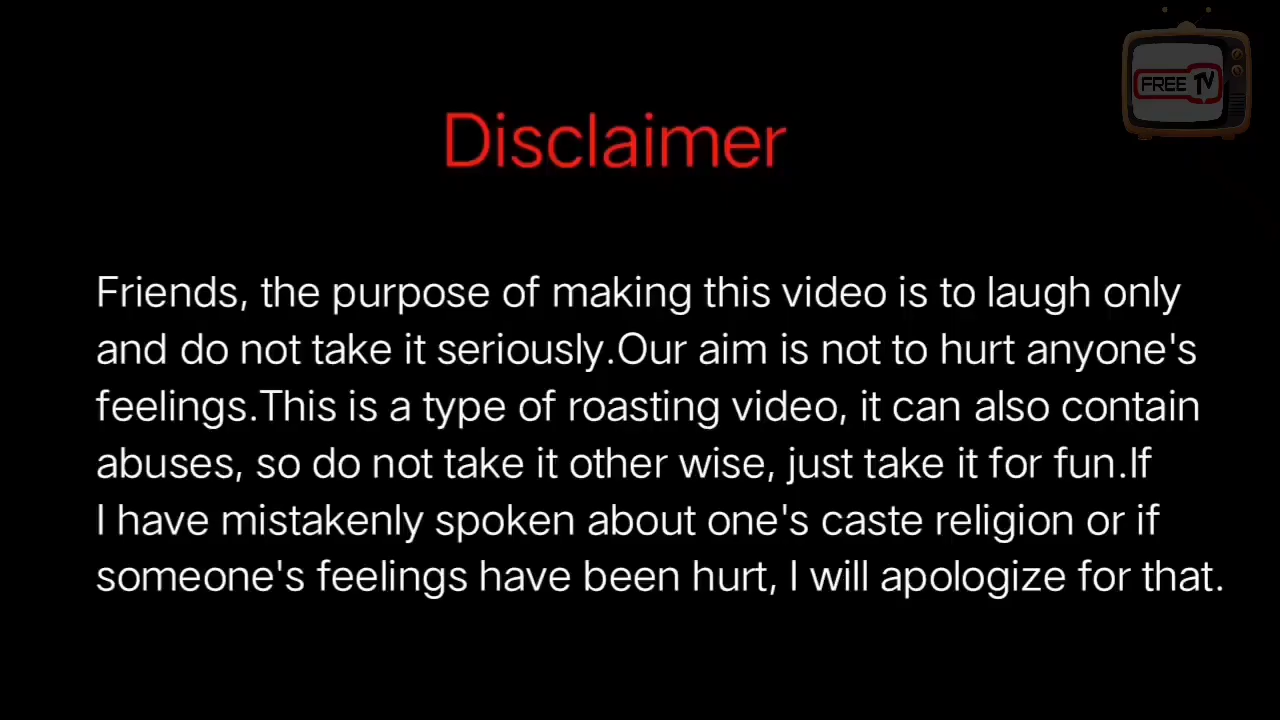 FREE TV
Disclaimer
Friends, the purpose of making this video is to laugh only
and do not take it seriously.Our aim is not to hurt anyone's
feelings.This is a type of roasting video, it can also contain
abuses, so do not take it other wise, just take it for fun.If
I have mistakenly spoken about one's caste religion or if
someone's feelings have been hurt, I will apologize for that.